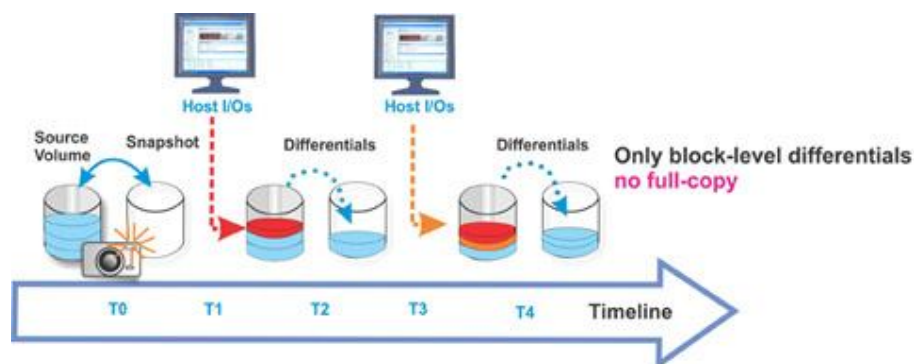 Host I/Os
Host I/Os
Source
Volume
Snapshot
Differentials
Differentials
Only block-level differentials
no full-copy
T0
T1
T2
T3
T4
Timeline